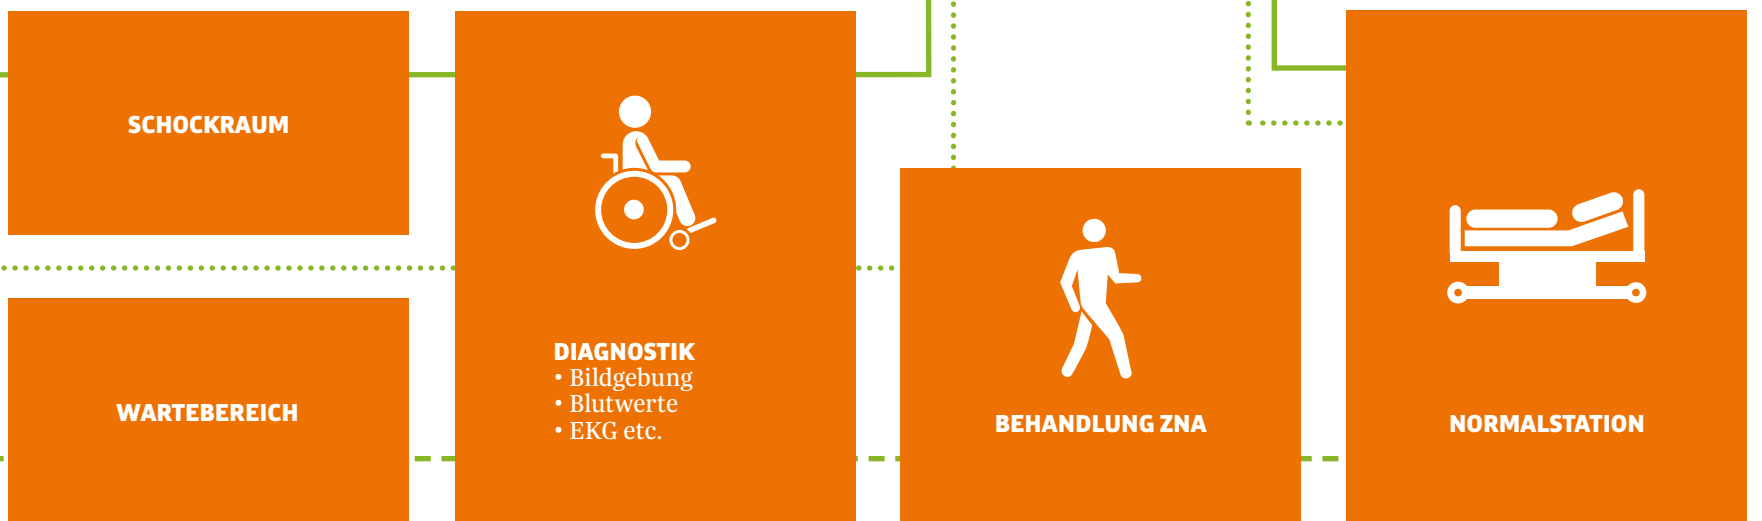 SCHOCKRAUM
WARTEBEREICH
DIAGNOSTIK
• Bildgebung
• Blutwerte
• EKG etc.
BEHANDLUNG ZNA
NORMALSTATION